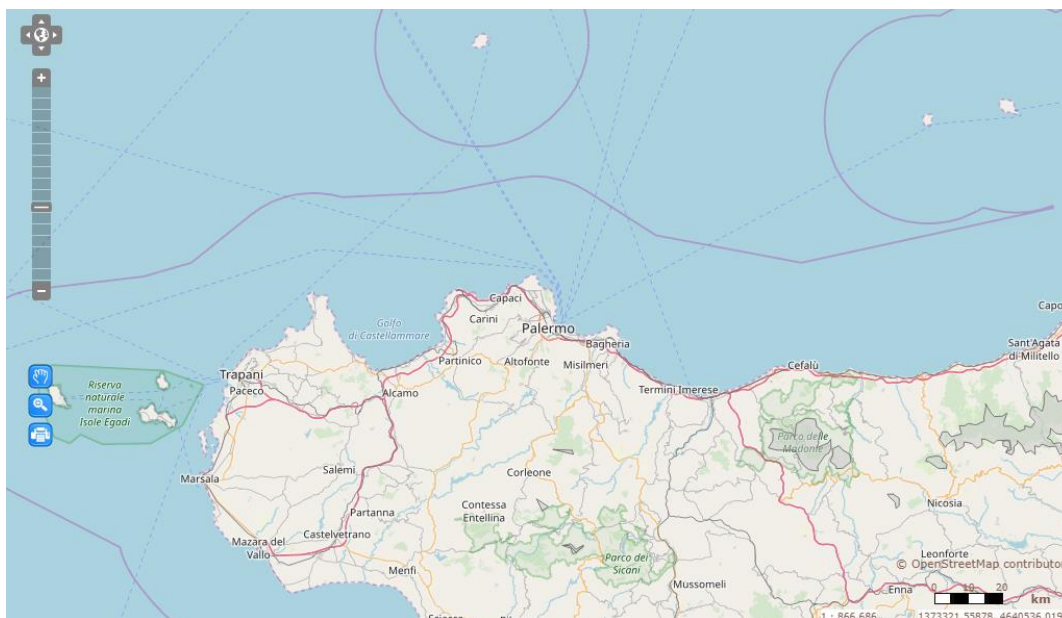 Capo
Golfo
di Castellammare
Capaci
Carini
Palermo
Bagheria
Sant'Agata
di Militello
Partinico
Altofonte
Misilmeri
Cefalù
Trapani
Paceco
Alcamo
Termini Imerese
Riserva
naturale
marina
Isole Egadi
Parco delle
Madonie
Salemi
Corleone
Marsala
Nicosia
Contessa
Entellina
Partanna
Castelvetrano
Mazara del
Vallo
Parco dei
Sicani
Leonforte
© OpenStreetMap contributo
Menfi
Mussomeli
Enna
0 10 20
km
1 : 866.686
1373321.55878, 4640536.019